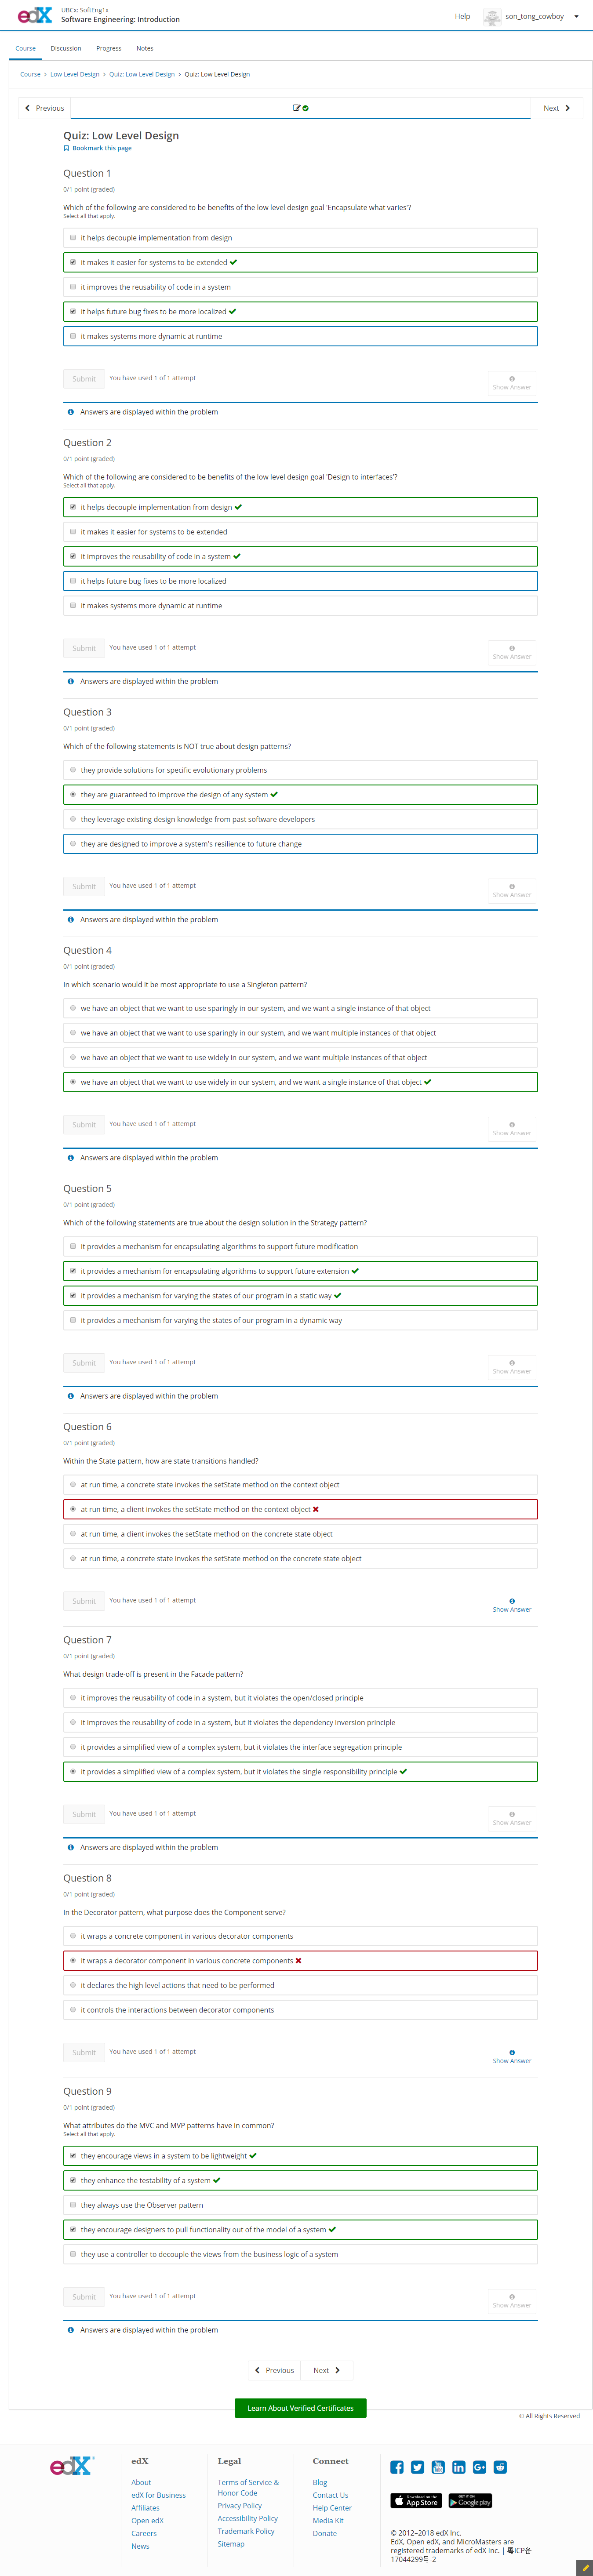 edX
UBCx: SoftEng1x
Software Engineering: Introduction
Help
son_tong_cowboy
Course
Discussion
Progress
Notes
Course > Low Level Design > Quiz: Low Level Design > Quiz: Low Level Design
Previous
Next
Quiz: Low Level Design
Bookmark this page
Question 1
0/1 point (graded)
Which of the following are considered to be benefits of the low level design goal 'Encapsulate what varies'?
Select all that apply.
it helps decouple implementation from design
it makes it easier for systems to be extended
it improves the reusability of code in a system
it helps future bug fixes to be more localized
it makes systems more dynamic at runtime
Submit
You have used 1 of 1 attempt
Show Answer
Answers are displayed within the problem
Question 2
0/1 point (graded)
Which of the following are considered to be benefits of the low level design goal 'Design to interfaces'?
Select all that apply.
it helps decouple implementation from design
it makes it easier for systems to be extended
it improves the reusability of code in a system
it helps future bug fixes to be more localized
it makes systems more dynamic at runtime
Submit
You have used 1 of 1 attempt
Show Answer
Answers are displayed within the problem
Question 3
0/1 point (graded)
Which of the following statements is NOT true about design patterns?
they provide solutions for specific evolutionary problems
they are guaranteed to improve the design of any system
they leverage existing design knowledge from past software developers
they are designed to improve a system's resilience to future change
Submit
You have used 1 of 1 attempt
Show Answer
Answers are displayed within the problem
Question 4
0/1 point (graded)
In which scenario would it be most appropriate to use a Singleton pattern?
we have an object that we want to use sparingly in our system, and we want a single instance of that object
we have an object that we want to use sparingly in our system, and we want multiple instances of that object
we have an object that we want to use widely in our system, and we want multiple instances of that object
we have an object that we want to use widely in our system, and we want a single instance of that object
Submit
You have used 1 of 1 attempt
Show Answer
Answers are displayed within the problem
Question 5
0/1 point (graded)
Which of the following statements are true about the design solution in the Strategy pattern?
it provides a mechanism for encapsulating algorithms to support future modification
it provides a mechanism for encapsulating algorithms to support future extension
it provides a mechanism for varying the states of our program in a static way
it provides a mechanism for varying the states of our program in a dynamic way
Submit
You have used 1 of 1 attempt
Show Answer
Answers are displayed within the problem
Question 6
0/1 point (graded)
Within the State pattern, how are state transitions handled?
at run time, a concrete state invokes the setState method on the context object
at run time, a client invokes the setState method on the context object
at run time, a client invokes the setState method on the concrete state object
at run time, a concrete state invokes the setState method on the concrete state object
Submit
You have used 1 of 1 attempt
Show Answer
Question 7
0/1 point (graded)
What design trade-off is present in the Facade pattern?
it improves the reusability of code in a system, but it violates the open/closed principle
it improves the reusability of code in a system, but it violates the dependency inversion principle
it provides a simplified view of a complex system, but it violates the interface segregation principle
it provides a simplified view of a complex system, but it violates the single responsibility principle
Submit
You have used 1 of 1 attempt
Show Answer
Answers are displayed within the problem
Question 8
0/1 point (graded)
In the Decorator pattern, what purpose does the Component serve?
it wraps a concrete component in various decorator components
it wraps a decorator component in various concrete components
it declares the high level actions that need to be performed
it controls the interactions between decorator components
Submit
You have used 1 of 1 attempt
Show Answer
Question 9
0/1 point (graded)
What attributes do the MVC and MVP patterns have in common?
Select all that apply.
they encourage views in a system to be lightweight
they enhance the testability of a system
they always use the Observer pattern
they encourage designers to pull functionality out of the model of a system
they use a controller to decouple the views from the business logic of a system
Submit
You have used 1 of 1 attempt
Show Answer
Answers are displayed within the problem
Previous
Next
Learn About Verified Certificates
© All Rights Reserved
edX
edX
About
edX for Business
Affiliates
Open edX
Careers
News
Legal
Terms of Service &
Honor Code
Privacy Policy
Accessibility Policy
Trademark Policy
Sitemap
Connect
Blog
Contact Us
Help Center
Media Kit
Donate
Download on the
App Store
Google play
© 2012–2018 edX Inc.
EdX, Open edX, and MicroMasters are
registered trademarks of edX Inc. | 粤ICP备
17044299号-2